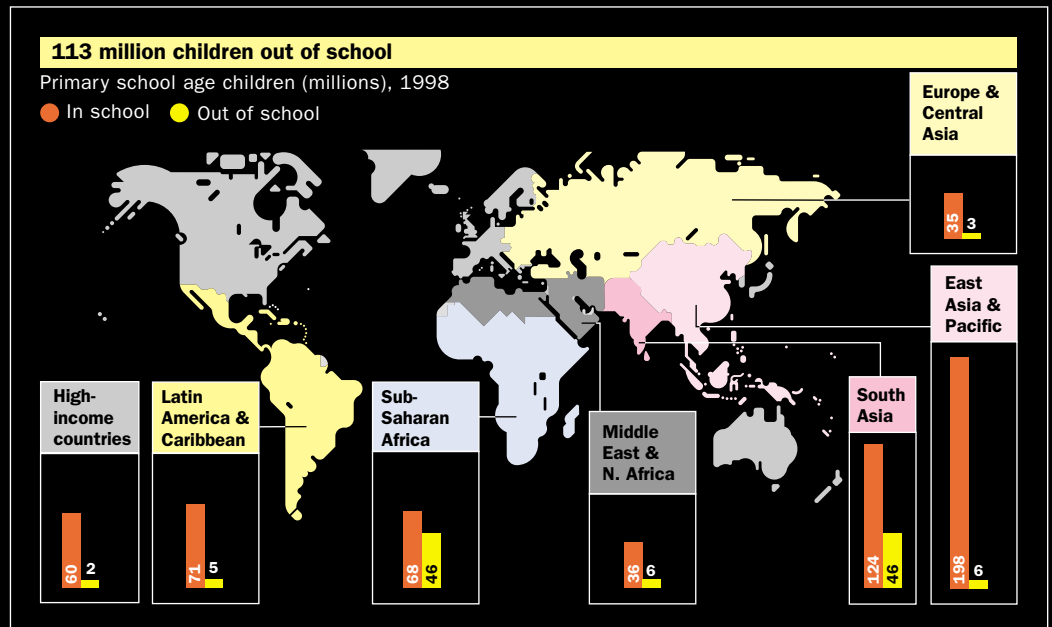 113 million children out of school
Primary school age children (millions), 1998
In school
Out of school
Europe &
Central
Asia
35
3
East
Asia &
Pacific
198
6
High-
income
countries
60
2
Latin
America &
Caribbean
71
5
Sub-
Saharan
Africa
68
46
Middle
East &
N. Africa
36
6
South
Asia
124
46